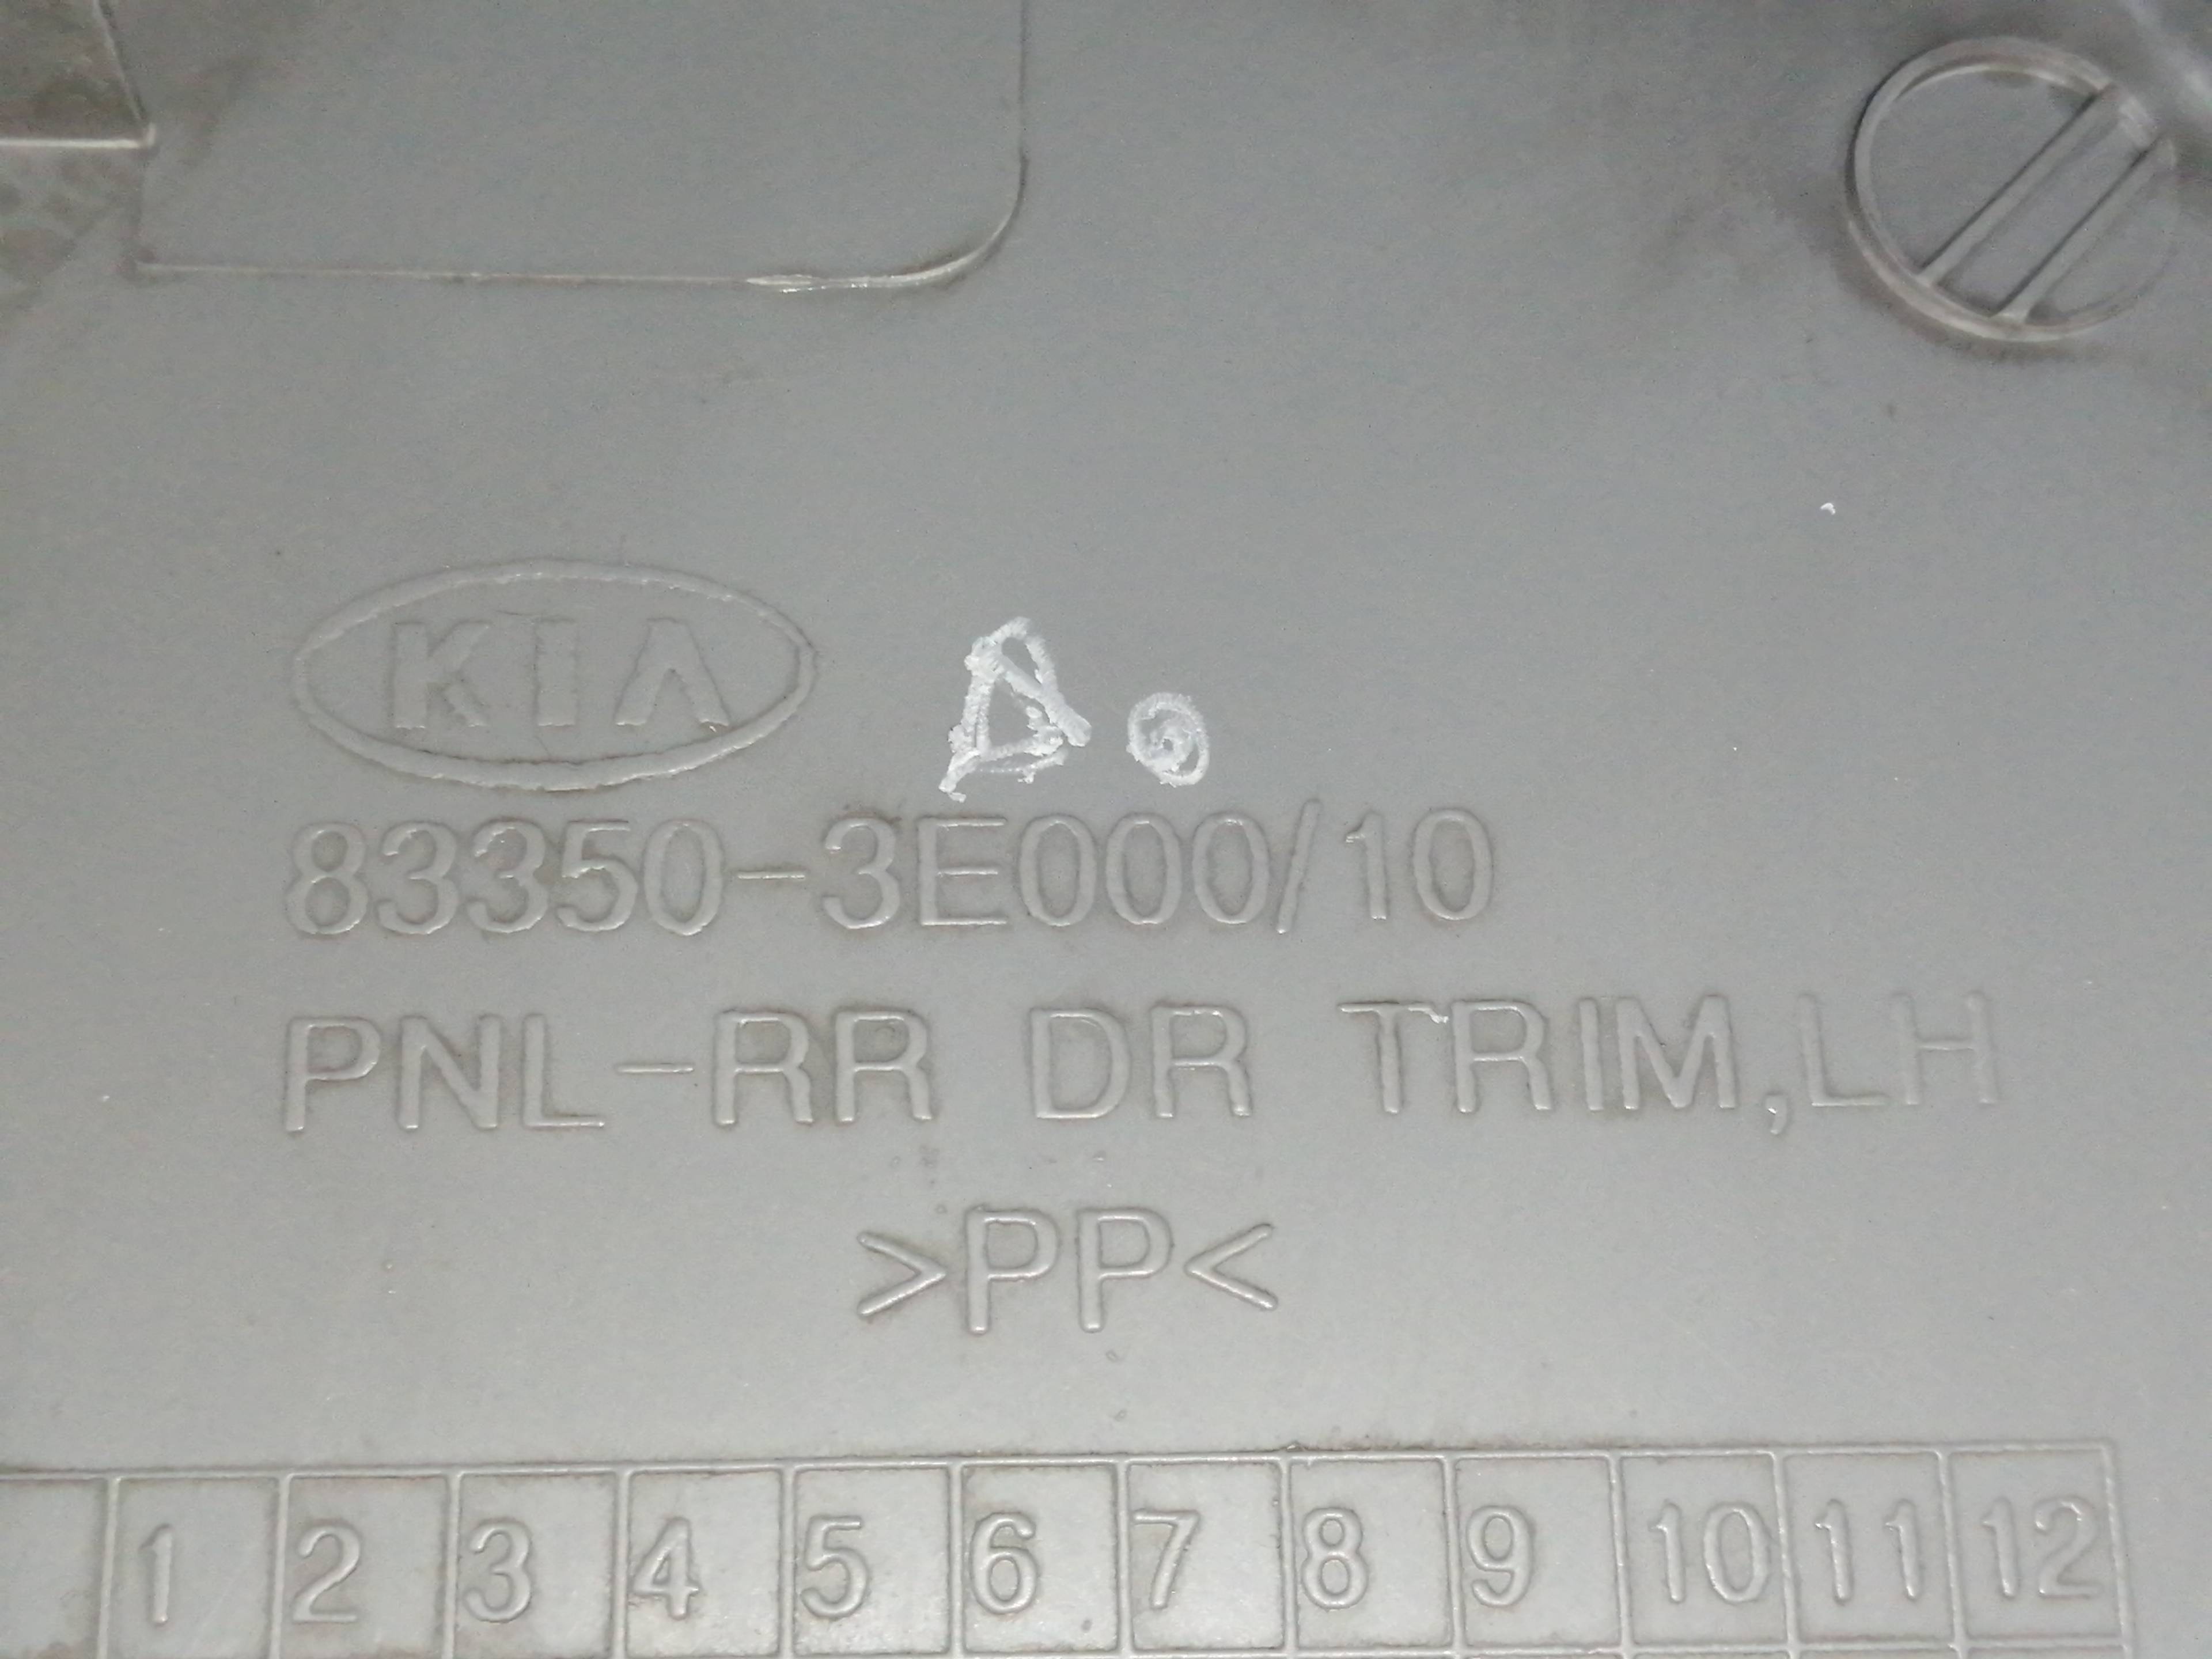 KIA
83350-3E000/10
PNL-RR DR TRIM,LH
>PP<
1 2 3 4 5 6 7 8 9 10 11 12